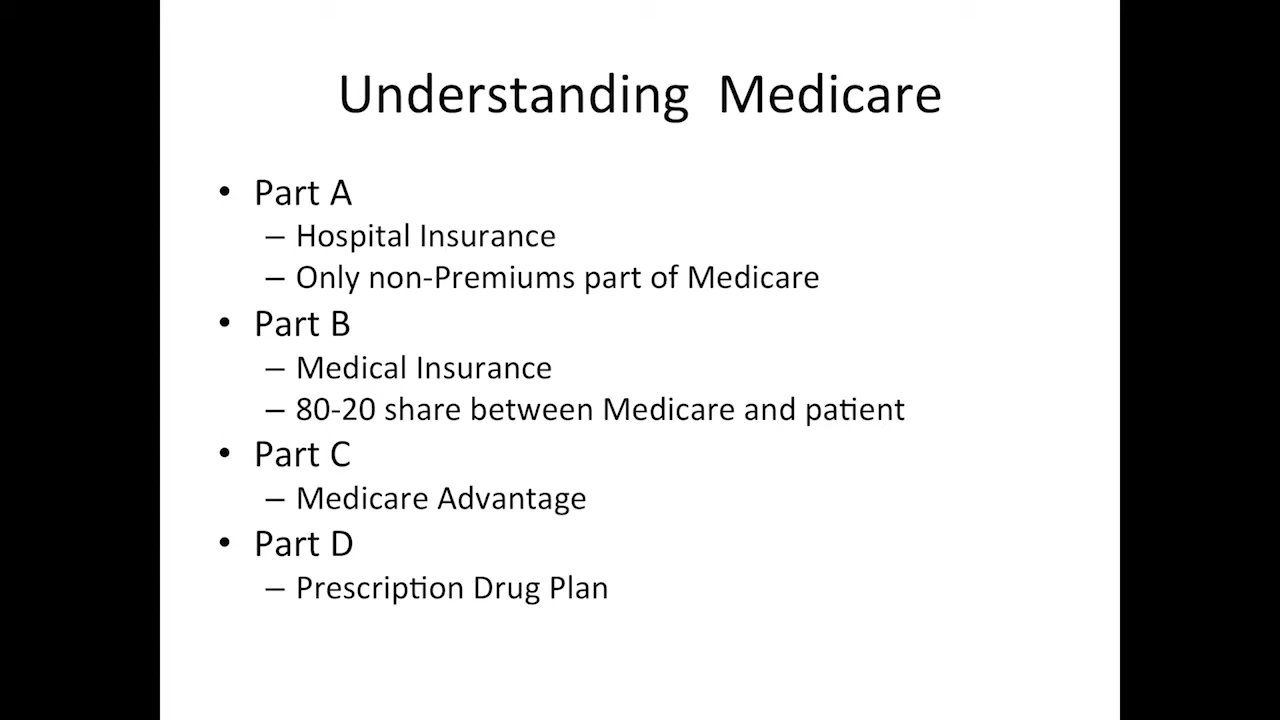 Understanding Medicare
• Part A
– Hospital Insurance
– Only non-Premiums part of Medicare
• Part B
– Medical Insurance
– 80-20 share between Medicare and patient
• Part C
– Medicare Advantage
• Part D
– Prescription Drug Plan